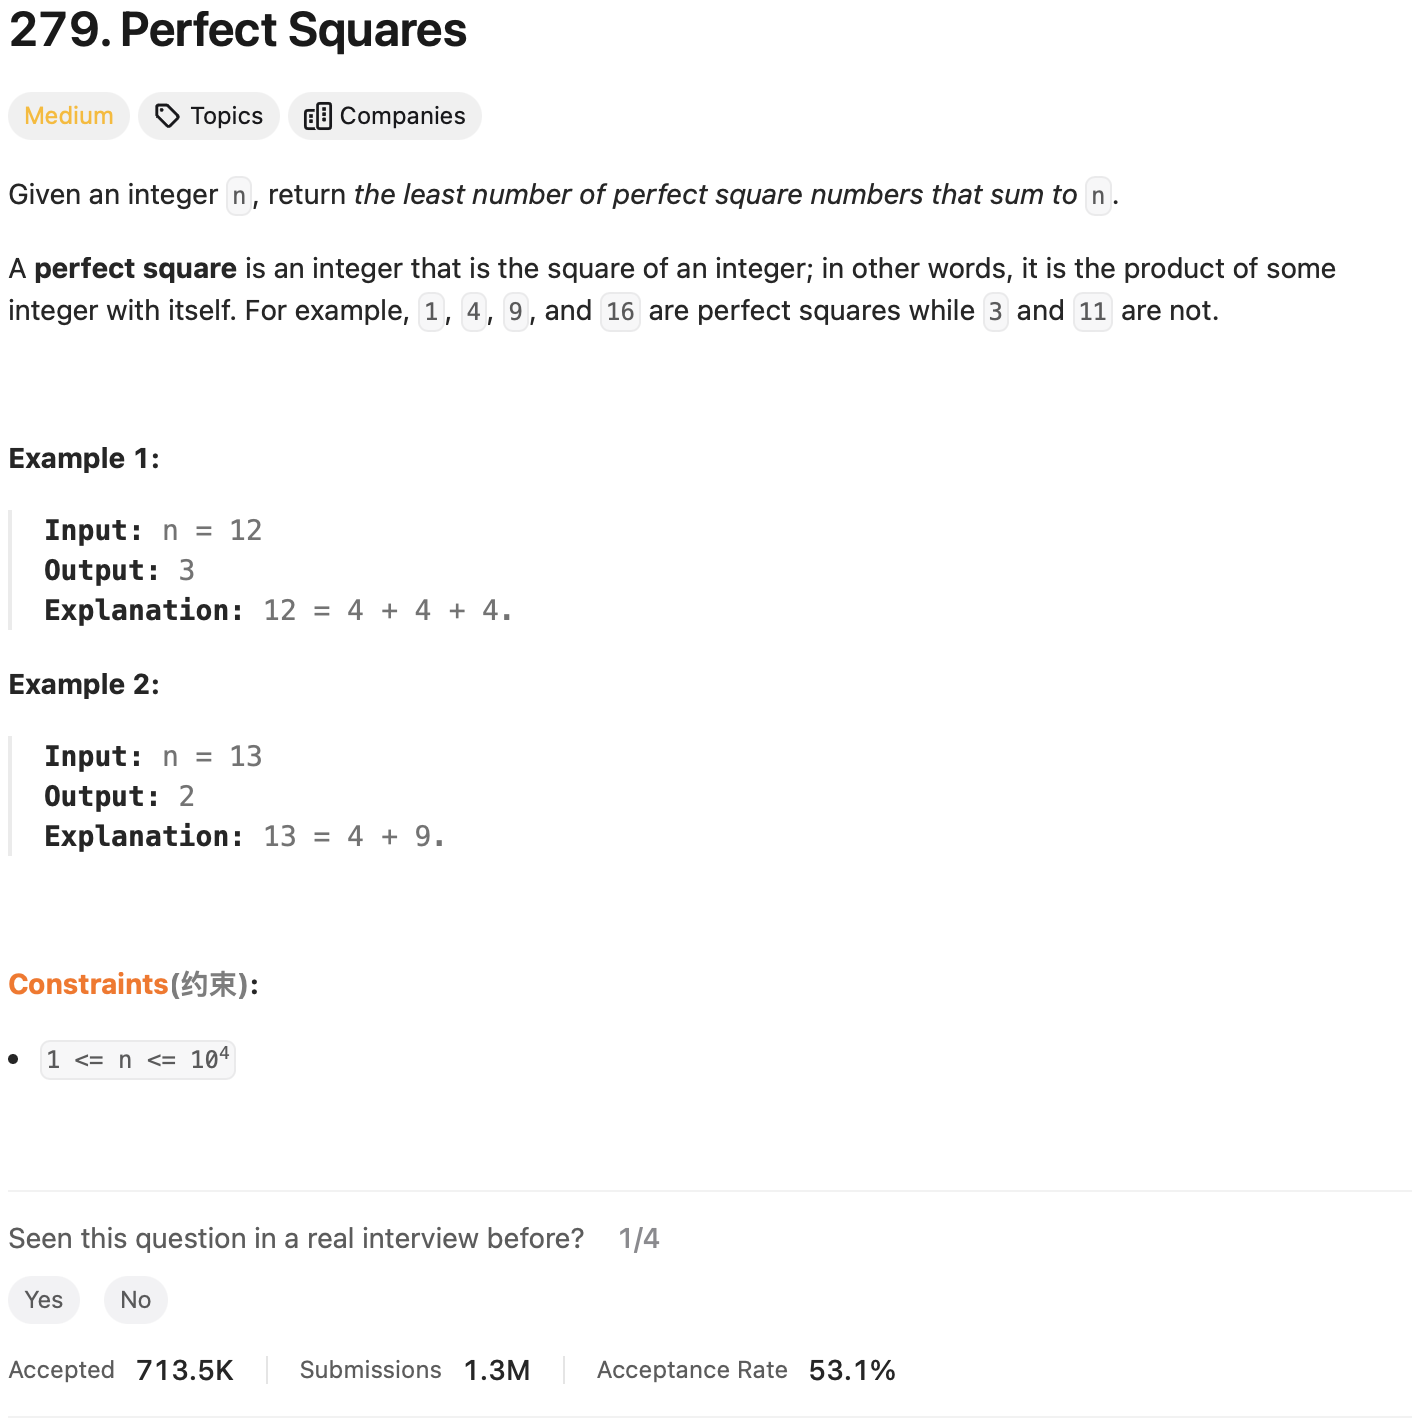 279. Perfect Squares
Medium Topics Companies
Given an integer n, return the least number of perfect square numbers that sum to n.
A perfect square is an integer that is the square of an integer; in other words, it is the product of some
integer with itself. For example, 1, 4, 9, and 16 are perfect squares while 3 and 11 are not.
Example 1:
Input: n = 12
Output: 3
Explanation: 12 = 4 + 4 + 4.
Example 2:
Input: n = 13
Output: 2
Explanation: 13 = 4 + 9.
Constraints(约束):
• 1 <= n <= 10⁴
Seen this question in a real interview before? 1/4
Yes No
Accepted 713.5K Submissions 1.3M Acceptance Rate 53.1%